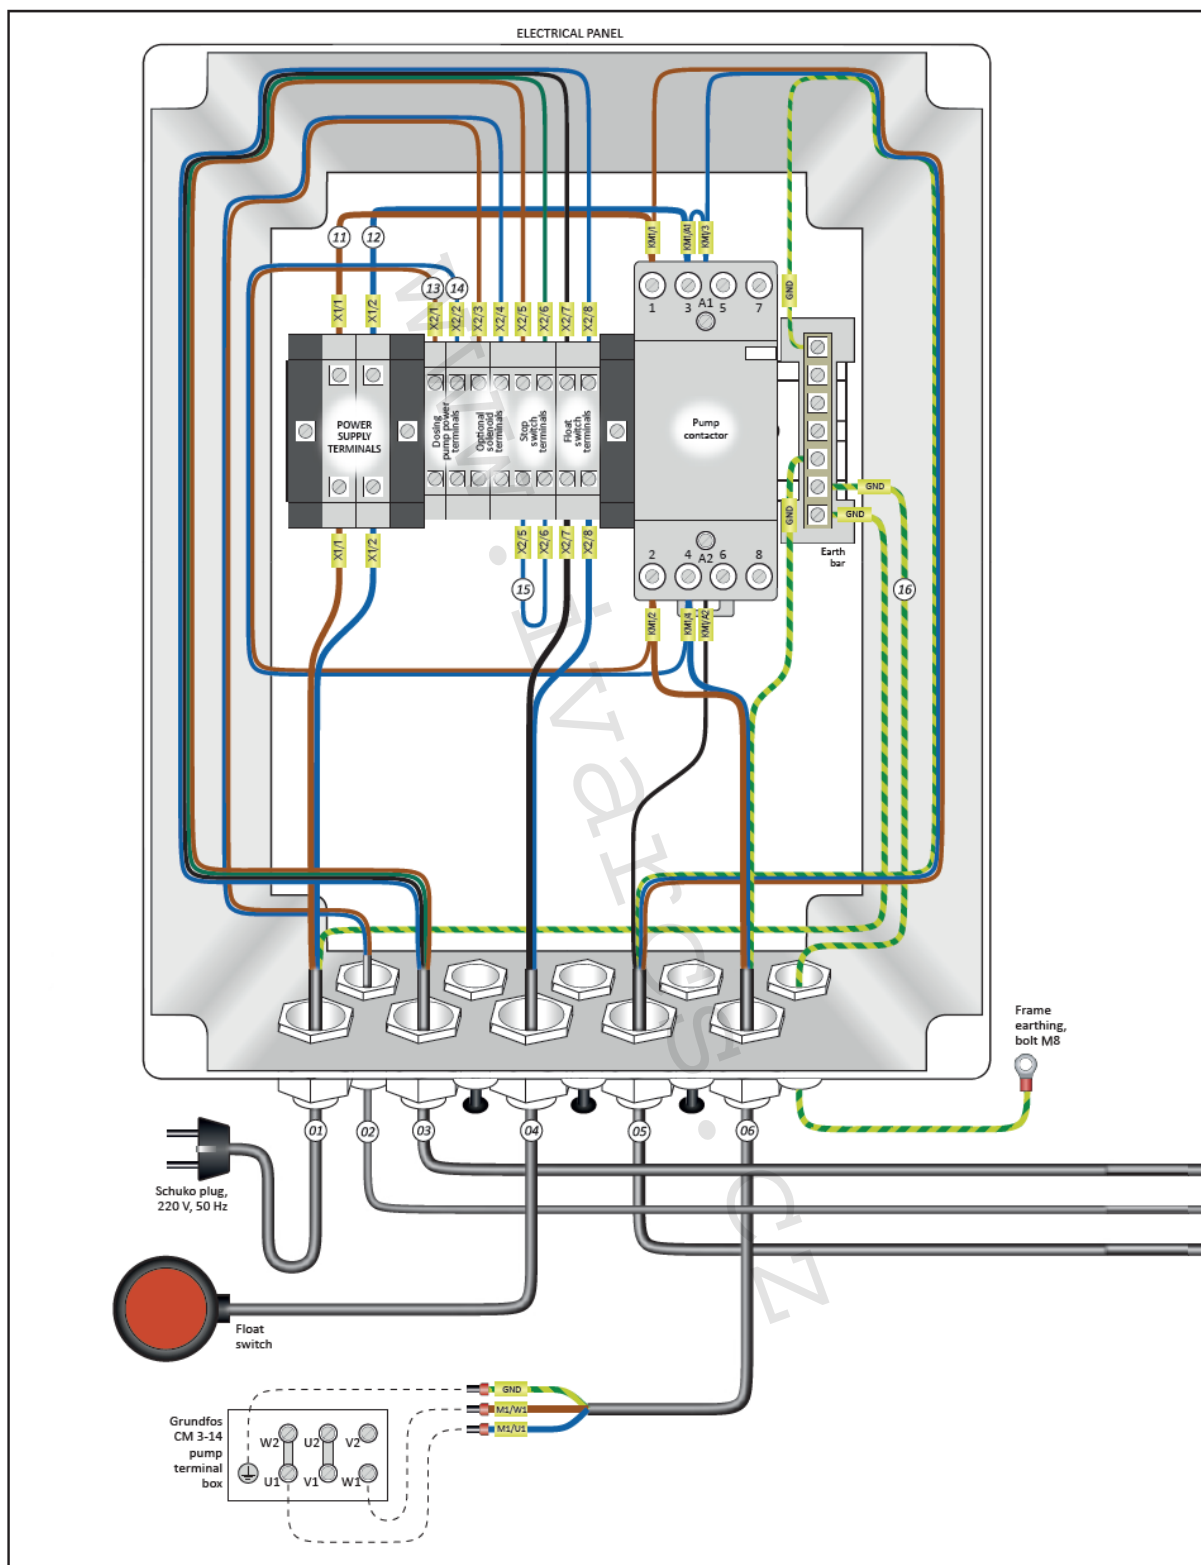 ELECTRICAL PANEL
11
12
13
14
X1/1
X1/2
X2/1
X2/2
X2/3
X2/4
X2/5
X2/6
X2/7
X2/8
KM1/1
KM1/A1
KM1/3
GND
1
3
A1
5
7
POWER
SUPPLY
TERMINALS
Dosing
pump power
terminals
Optional
solenoid
terminals
Stop
switch
terminals
Float
switch
terminals
Pump
contactor
GND
GND
GND
Earth
bar
X1/1
X1/2
X2/5
X2/6
X2/7
X2/8
2
4
A2
6
8
15
16
KM1/2
KM1/4
KM1/A2
www.ivarcs.cz
Frame
earthing,
bolt M8
01
02
03
04
05
06
Schuko plug,
220 V, 50 Hz
Float
switch
GND
M1/W1
M1/U1
Grundfos
CM 3-14
pump
terminal
box
W2
U2
V2
U1
V1
W1